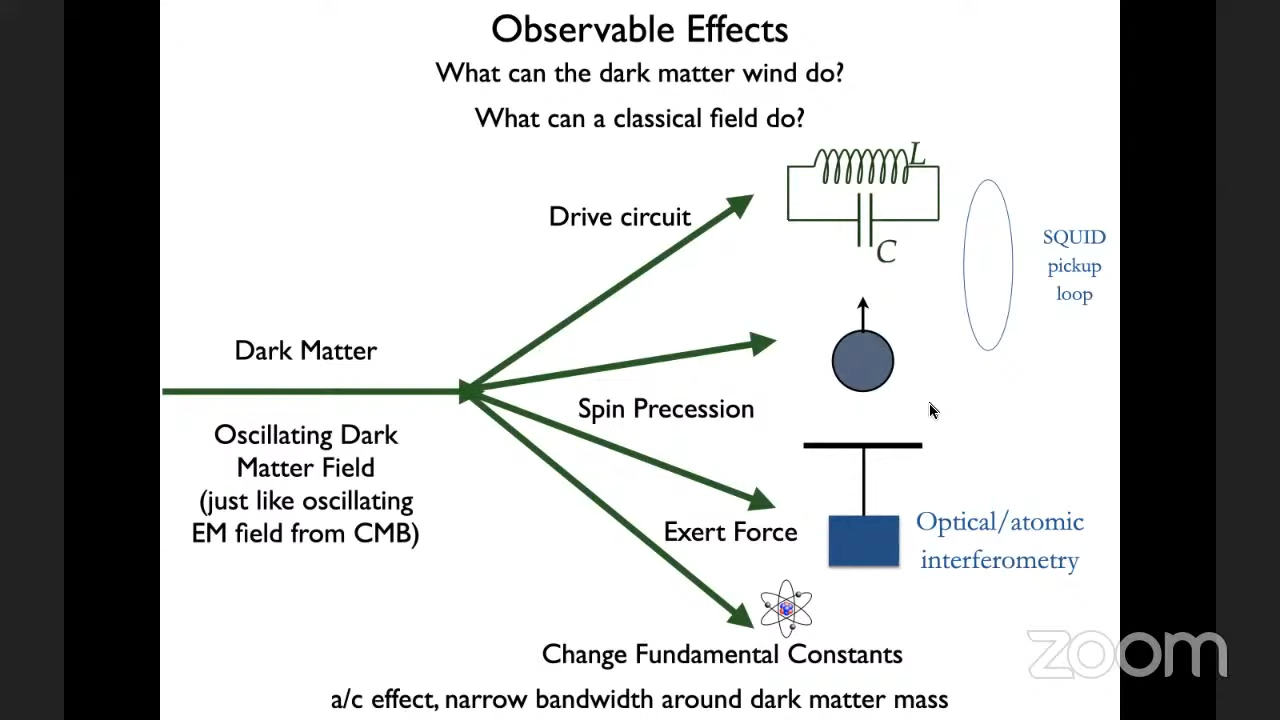 Observable Effects
What can the dark matter wind do?
What can a classical field do?
L
Drive circuit
C
SQUID
pickup
loop
Dark Matter
Spin Precession
Oscillating Dark
Matter Field
(just like oscillating
EM field from CMB)
Exert Force
Optical/atomic
interferometry
Change Fundamental Constants
a/c effect, narrow bandwidth around dark matter mass
zoom